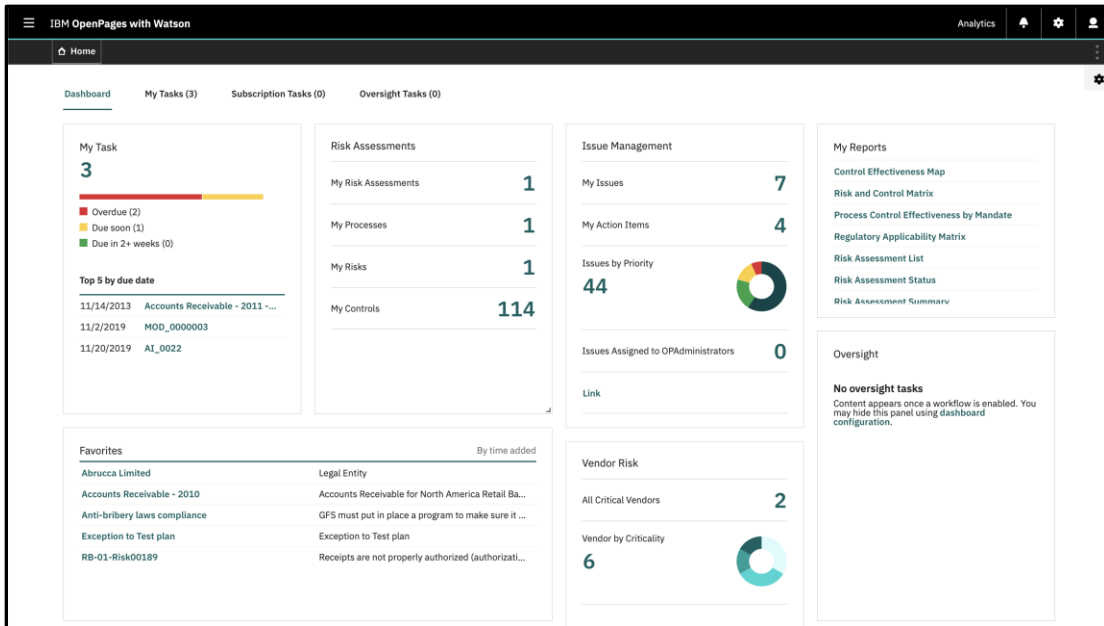 IBM OpenPages with Watson
Analytics
Home
Dashboard
My Tasks (3)
Subscription Tasks (0)
Oversight Tasks (0)
My Task
3
Overdue (2)
Due soon (1)
Due in 2+ weeks (0)
Top 5 by due date
11/14/2013 Accounts Receivable - 2011 -...
11/2/2019 MOD_0000003
11/20/2019 AI_0022
Risk Assessments
My Risk Assessments 1
My Processes 1
My Risks 1
My Controls 114
Issue Management
My Issues 7
My Action Items 4
Issues by Priority
44
Issues Assigned to OPAdministrators 0
Link
My Reports
Control Effectiveness Map
Risk and Control Matrix
Process Control Effectiveness by Mandate
Regulatory Applicability Matrix
Risk Assessment List
Risk Assessment Status
Risk Assessment Summary
Oversight
No oversight tasks
Content appears once a workflow is enabled. You
may hide this panel using dashboard
configuration.
Favorites By time added
Abrucca Limited Legal Entity
Accounts Receivable - 2010 Accounts Receivable for North America Retail Ba...
Anti-bribery laws compliance GFS must put in place a program to make sure it ...
Exception to Test plan Exception to Test plan
RB-01-Risk00189 Receipts are not properly authorized (authorizati...
Vendor Risk
All Critical Vendors 2
Vendor by Criticality
6